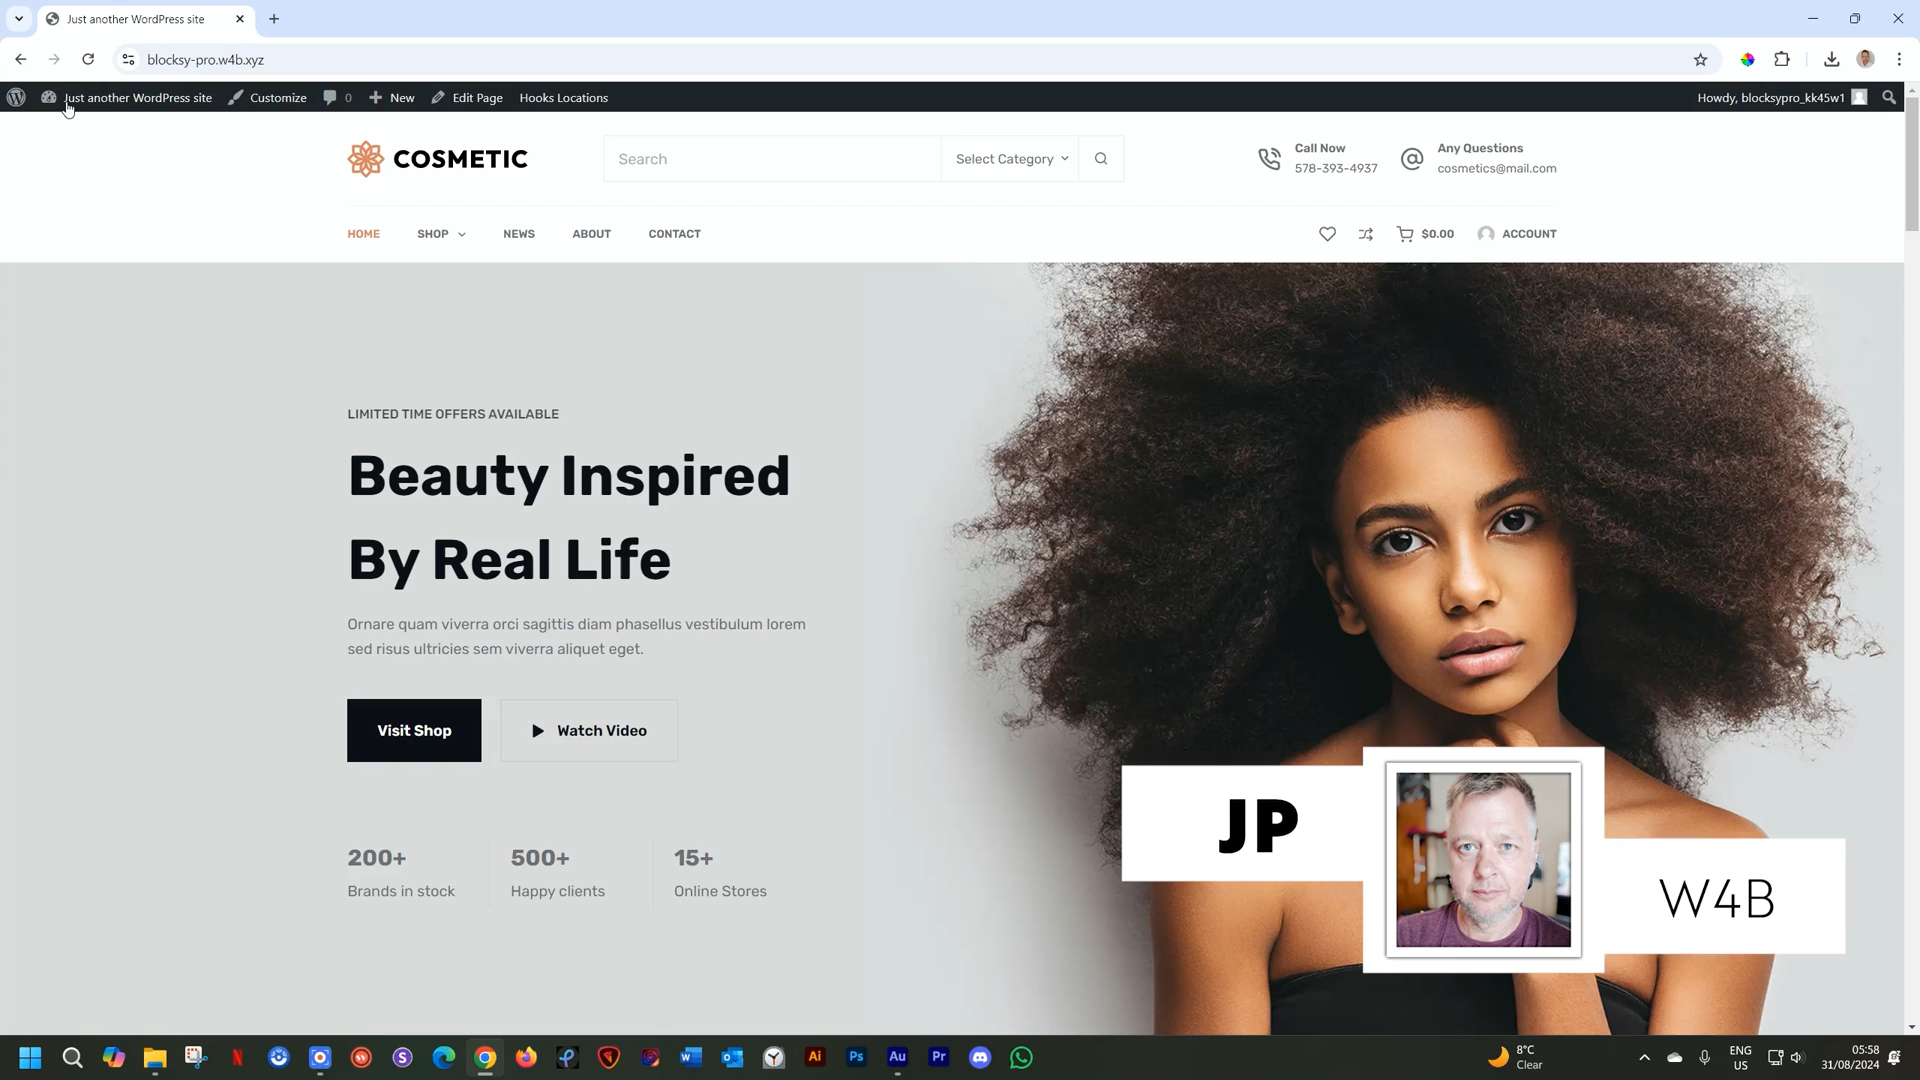 Just another WordPress site
blocksy-pro.w4b.xyz
Just another WordPress site
Customize
0
New
Edit Page
Hooks Locations
Howdy, blocksypro_kk45w1
COSMETIC
Search
Select Category
Call Now
578-393-4937
Any Questions
cosmetics@mail.com
HOME
SHOP
NEWS
ABOUT
CONTACT
$0.00
ACCOUNT
LIMITED TIME OFFERS AVAILABLE
Beauty Inspired
By Real Life
Ornare quam viverra orci sagittis diam phasellus vestibulum lorem
sed risus ultricies sem viverra aliquet eget.
Visit Shop
Watch Video
200+
Brands in stock
500+
Happy clients
15+
Online Stores
JP
W4B
8°C
Clear
ENG
US
05:58
31/08/2024